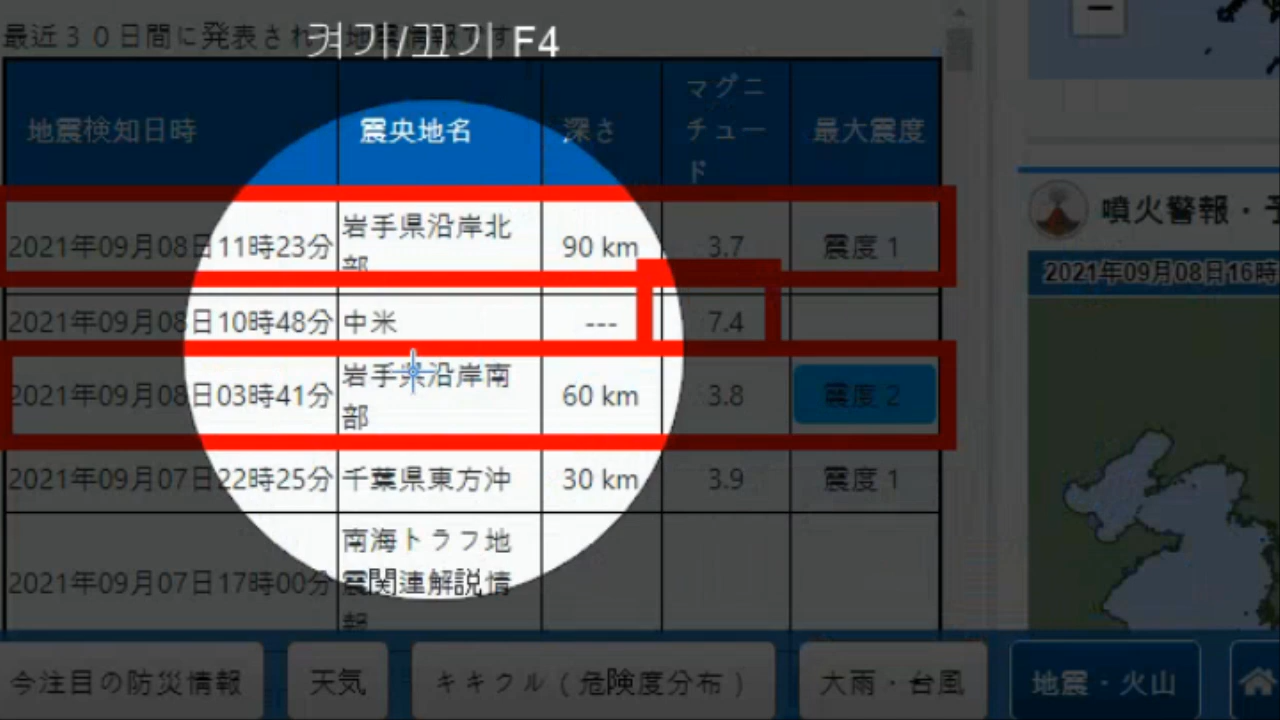 最近３０日間に発表され
켜기/끄기 F4
地震検知日時 震央地名 深さ マグニチュード 最大震度
2021年09月08日11時23分 岩手県沿岸北部 90 km 3.7 震度 1
2021年09月08日10時48分 中米 --- 7.4
2021年09月08日03時41分 岩手県沿岸南部 60 km 3.8 震度 2
2021年09月07日22時25分 千葉県東方沖 30 km 3.9 震度 1
2021年09月07日17時00分 南海トラフ地震関連解説情報
噴火警報・
2021年09月08日16時
今注目の防災情報 天気 キキクル（危険度分布） 大雨・台風 地震・火山